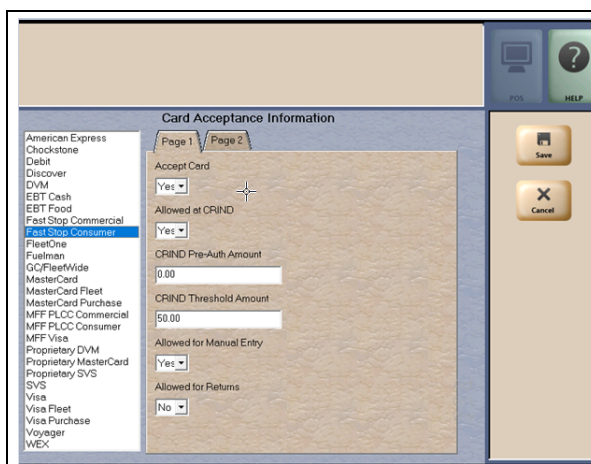 POS
HELP
Card Acceptance Information
American Express
Chockstone
Debit
Discover
DVM
EBT Cash
EBT Food
Fast Stop Commercial
Fast Stop Consumer
FleetOne
Fuelman
GC/FleetWide
MasterCard
MasterCard Fleet
MasterCard Purchase
MFF PLCC Commercial
MFF PLCC Consumer
MFF Visa
Proprietary DVM
Proprietary MasterCard
Proprietary SVS
SVS
Visa
Visa Fleet
Visa Purchase
Voyager
WEX
Page 1 Page 2
Accept Card
Yes
Allowed at CRIND
Yes
CRIND Pre-Auth Amount
0.00
CRIND Threshold Amount
50.00
Allowed for Manual Entry
Yes
Allowed for Returns
No
Save
Cancel